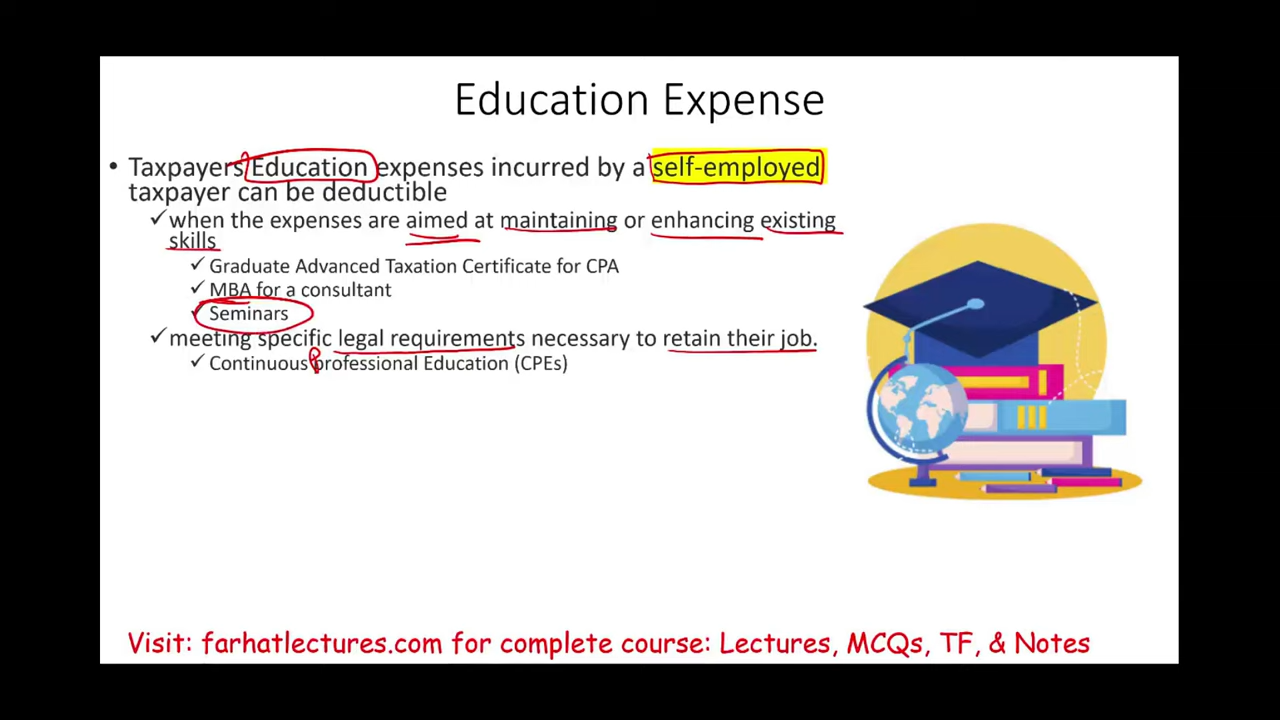 Education Expense
• Taxpayers Education expenses incurred by a self-employed
taxpayer can be deductible
✓when the expenses are aimed at maintaining or enhancing existing
skills
✓Graduate Advanced Taxation Certificate for CPA
✓MBA for a consultant
✓Seminars
✓meeting specific legal requirements necessary to retain their job.
✓Continuous professional Education (CPEs)
Visit: farhatlectures.com for complete course: Lectures, MCQs, TF, & Notes